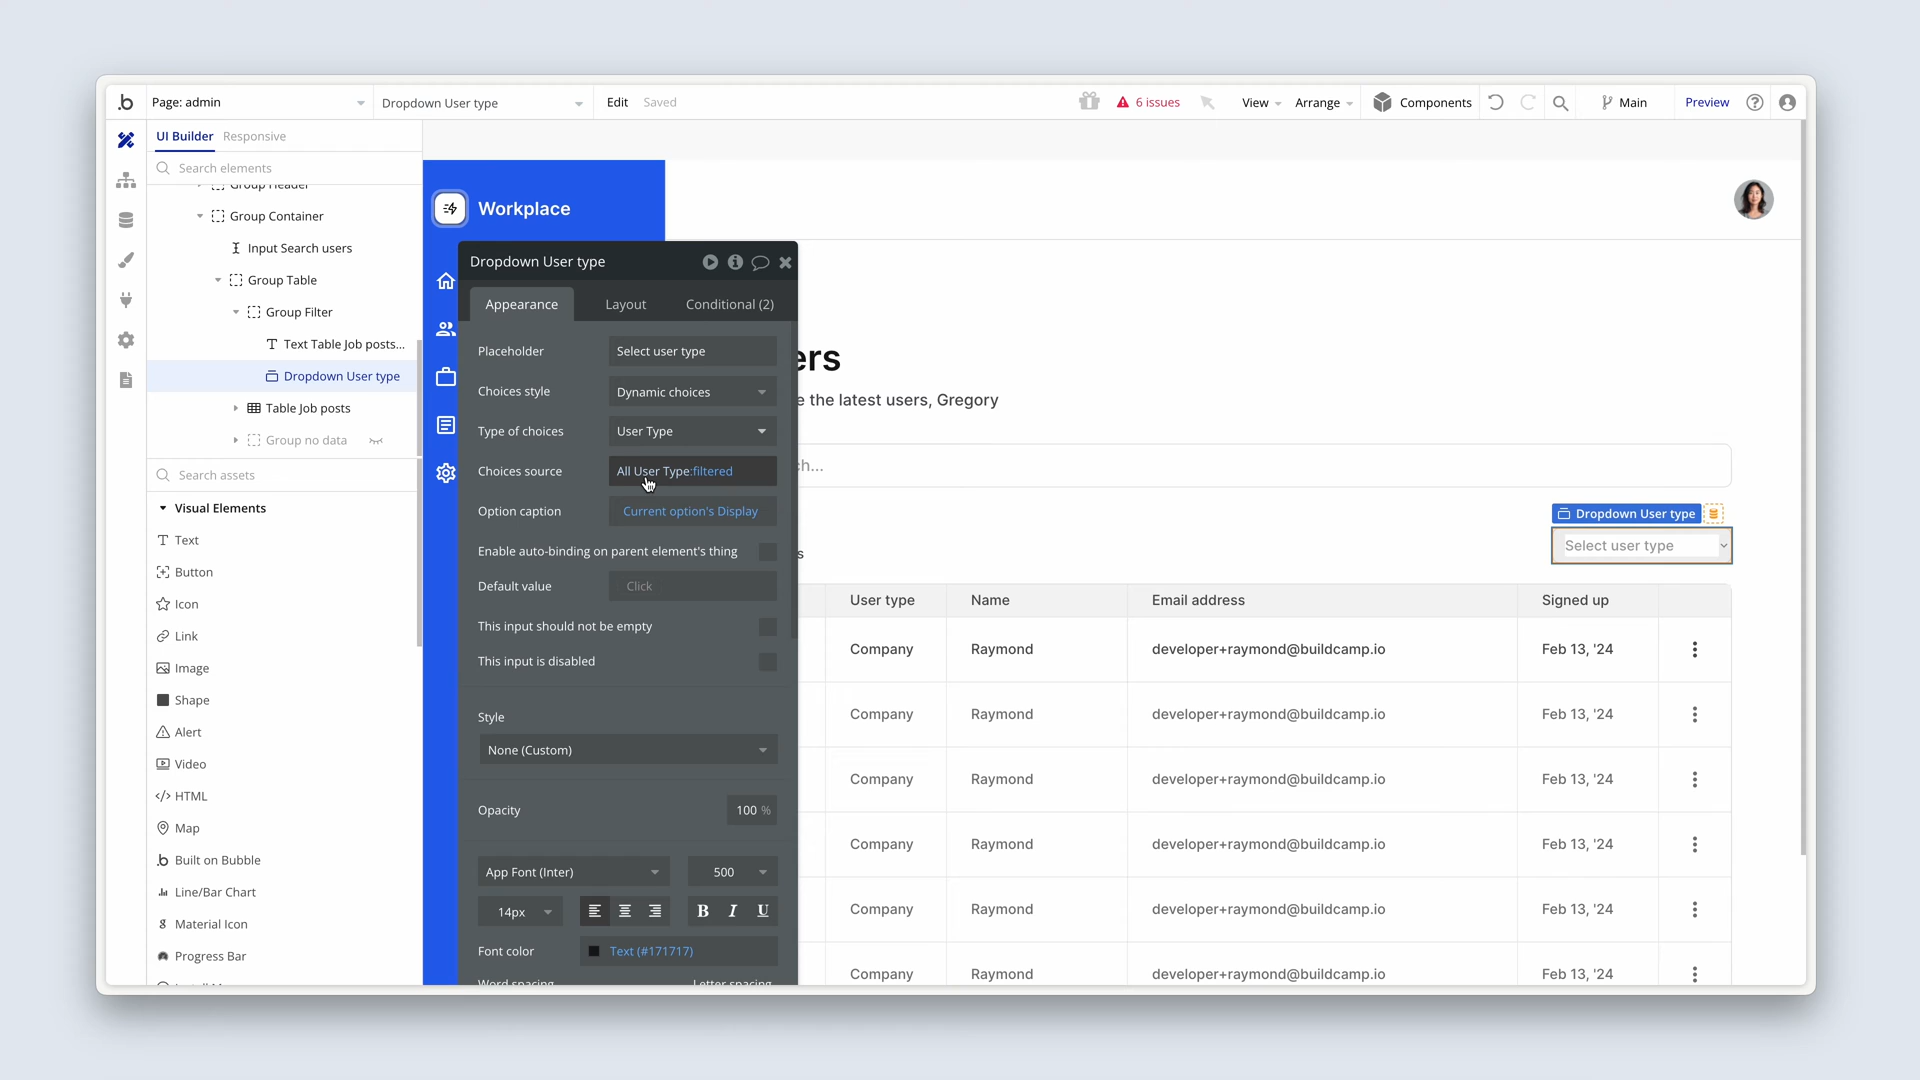 Page: admin
Dropdown User type
Edit
Saved
6 issues
View
Arrange
Components
Main
Preview
UI Builder
Responsive
Search elements
Group Header
Group Container
Input Search users
Group Table
Group Filter
Text Table Job posts...
Dropdown User type
Table Job posts
Group no data
Search assets
Visual Elements
Text
Button
Icon
Link
Image
Shape
Alert
Video
HTML
Map
Built on Bubble
Line/Bar Chart
Material Icon
Progress Bar
Workplace
Dropdown User type
Appearance
Layout
Conditional (2)
Placeholder
Select user type
Choices style
Dynamic choices
Type of choices
User Type
Choices source
All User Type:filtered
Option caption
Current option's Display
Enable auto-binding on parent element's thing
Default value
Click
This input should not be empty
This input is disabled
Style
None (Custom)
Opacity
100 %
App Font (Inter)
500
14px
B I U
Font color
Text (#171717)
Word spacing
Letter spacing
ers
e the latest users, Gregory
ch...
Dropdown User type
Select user type
s
User type Name Email address Signed up
Company Raymond developer+raymond@buildcamp.io Feb 13, '24
Company Raymond developer+raymond@buildcamp.io Feb 13, '24
Company Raymond developer+raymond@buildcamp.io Feb 13, '24
Company Raymond developer+raymond@buildcamp.io Feb 13, '24
Company Raymond developer+raymond@buildcamp.io Feb 13, '24
Company Raymond developer+raymond@buildcamp.io Feb 13, '24